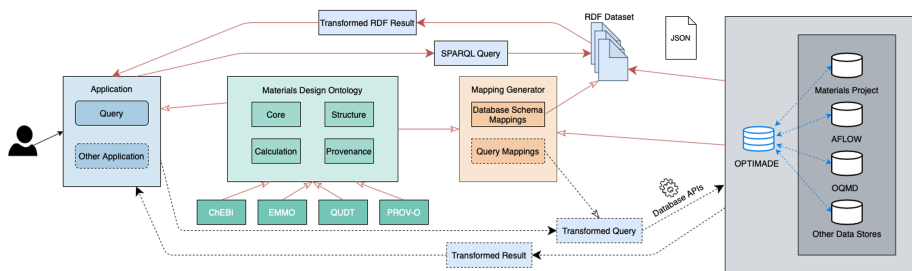 Transformed RDF Result
RDF Dataset
JSON
SPARQL Query
Application
Query
Other Application
Materials Design Ontology
Core
Structure
Calculation
Provenance
Mapping Generator
Database Schema
Mappings
Query Mappings
ChEBI
EMMO
QUDT
PROV-O
Transformed Query
Transformed Result
Database APIs
OPTIMADE
Materials Project
AFLOW
OQMD
Other Data Stores